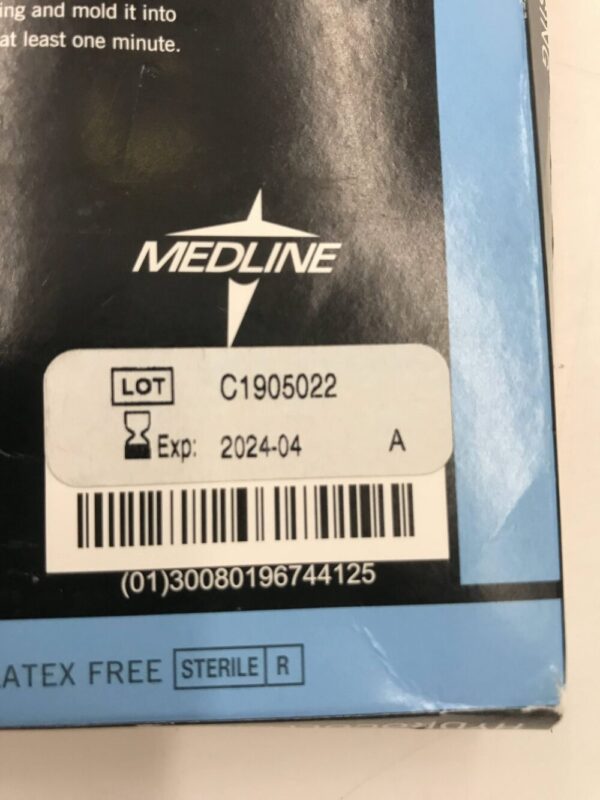 ing and mold it into
at least one minute.
MEDLINE
LOT C1905022
Exp: 2024-04 A
(01)30080196744125
ATEX FREE STERILE R